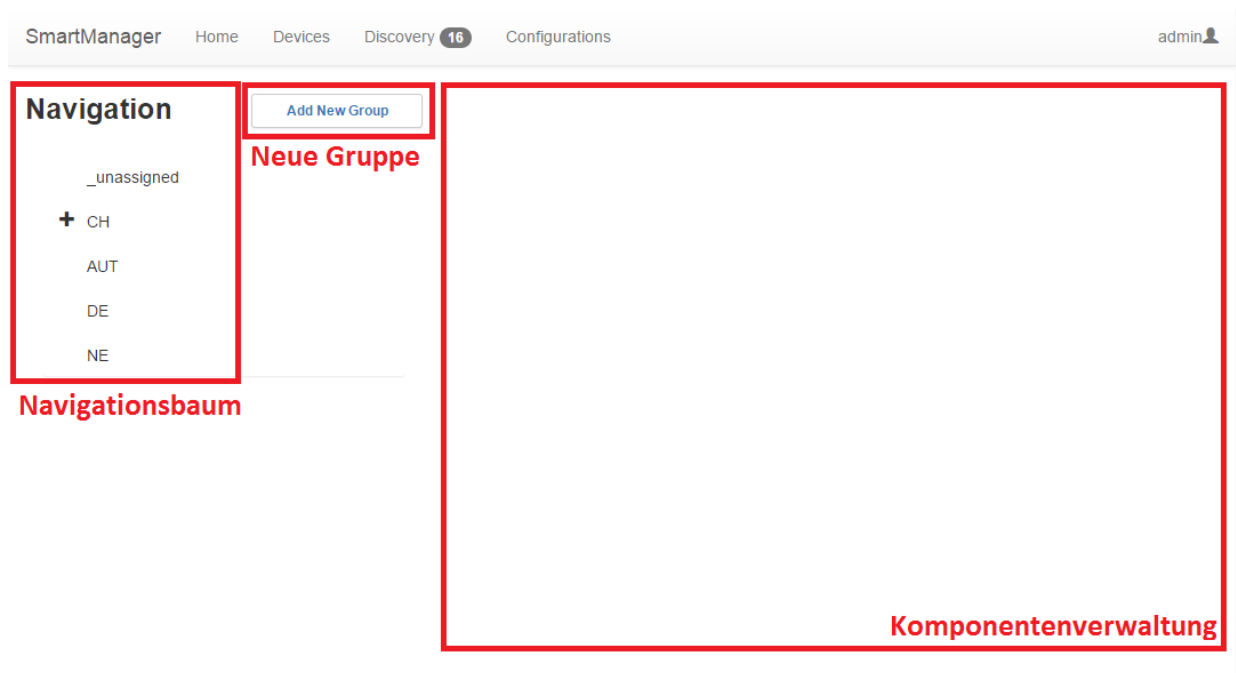 SmartManager Home Devices Discovery 16 Configurations admin
Navigation
Add New Group
Neue Gruppe
_unassigned
CH
AUT
DE
NE
Navigationsbaum
Komponentenverwaltung